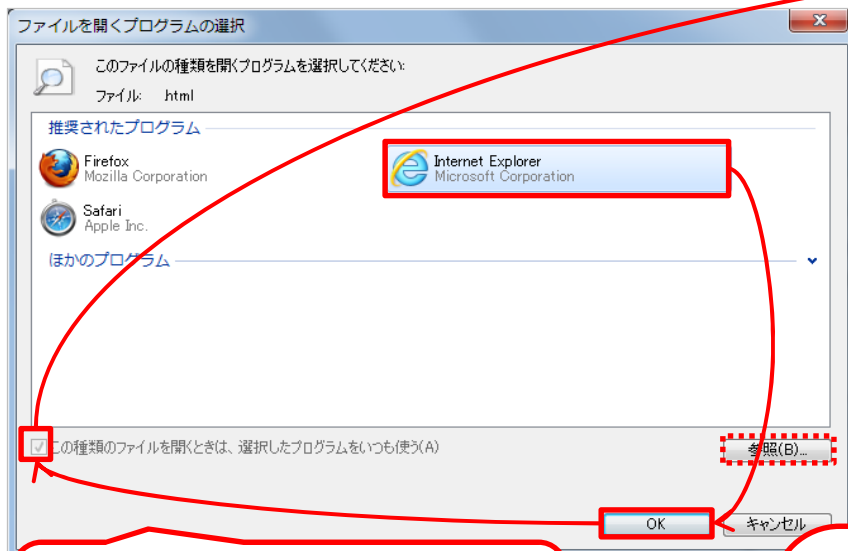 ファイルを開くプログラムの選択
このファイルの種類を開くプログラムを選択してください:
ファイル: html
推奨されたプログラム
Firefox
Mozilla Corporation
Internet Explorer
Microsoft Corporation
Safari
Apple Inc.
ほかのプログラム
この種類のファイルを開くときは、選択したプログラムをいつも使う(A)
参照(B)...
OK
キャンセル